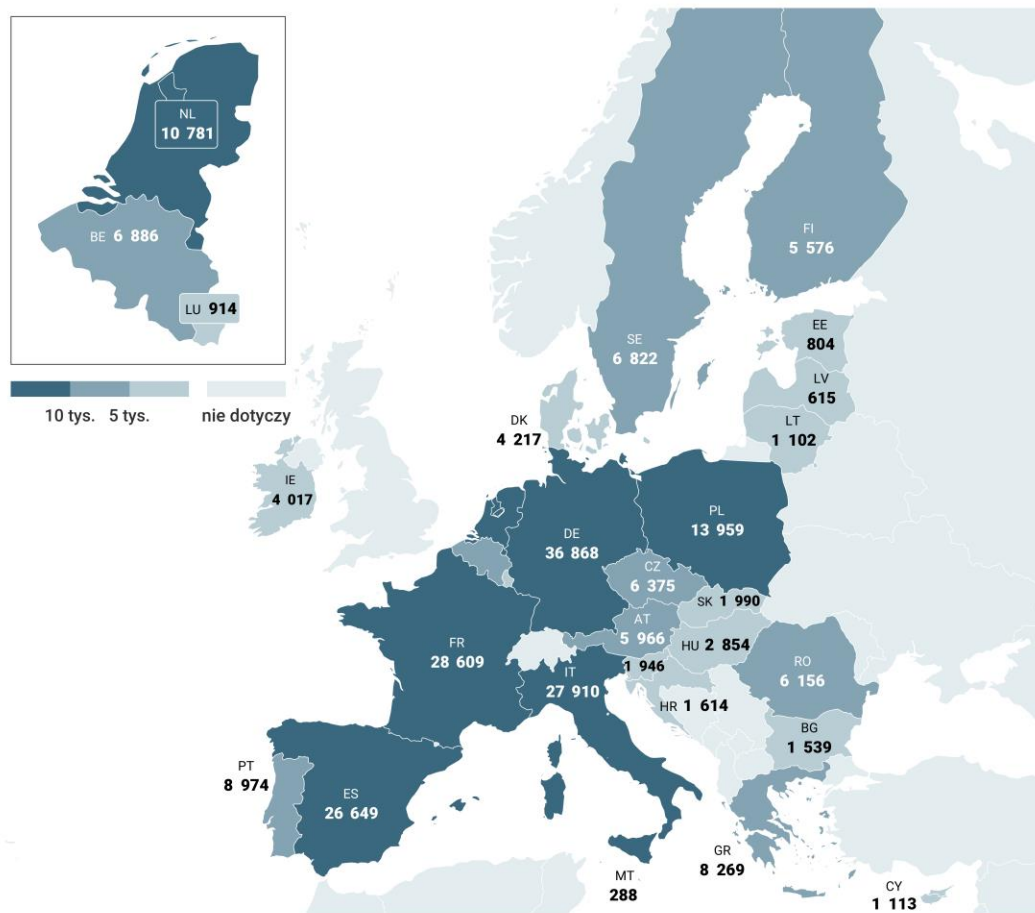 NL
10 781
BE 6 886
LU 914
10 tys. 5 tys. nie dotyczy
FI
5 576
SE
6 822
EE
804
LV
615
LT
1 102
DK
4 217
IE
4 017
PL
13 959
DE
36 868
CZ
6 375
SK 1 990
AT
5 966
HU 2 854
FR
28 609
1 946
IT
27 910
RO
6 156
HR 1 614
BG
1 539
PT
8 974
ES
26 649
GR
8 269
MT
288
CY
1 113